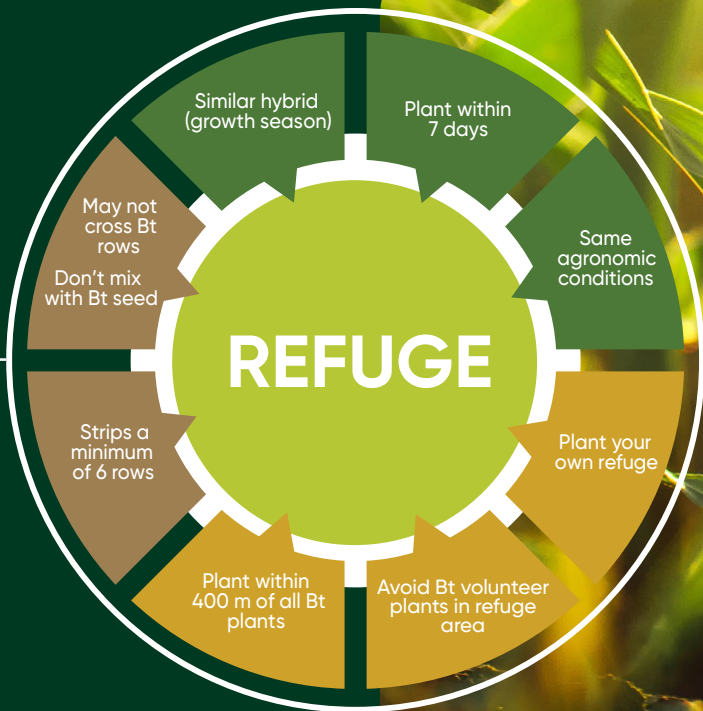 Similar hybrid
(growth season)
Plant within
7 days
Same
agronomic
conditions
Plant your
own refuge
Avoid Bt volunteer
plants in refuge
area
Plant within
400 m of all Bt
plants
Strips a
minimum
of 6 rows
May not
cross Bt
rows
Don't mix
with Bt seed
REFUGE